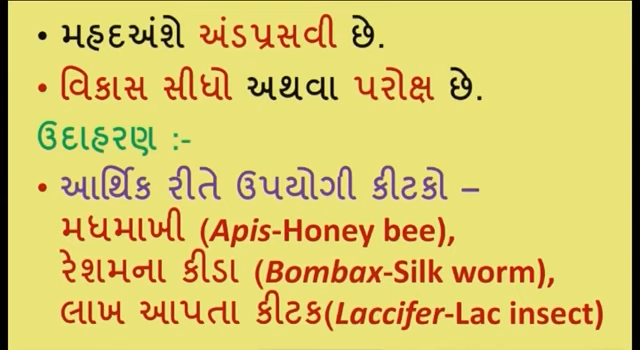 • મહદઅંશે અંડપ્રસવી છે.
• વિકાસ સીધો અથવા પરોક્ષ છે.
ઉદાહરણ :-
• આર્થિક રીતે ઉપયોગી કીટકો –
મધમાખી (Apis-Honey bee),
રેશમના કીડા (Bombax-Silk worm),
લાખ આપતા કીટક(Laccifer-Lac insect)